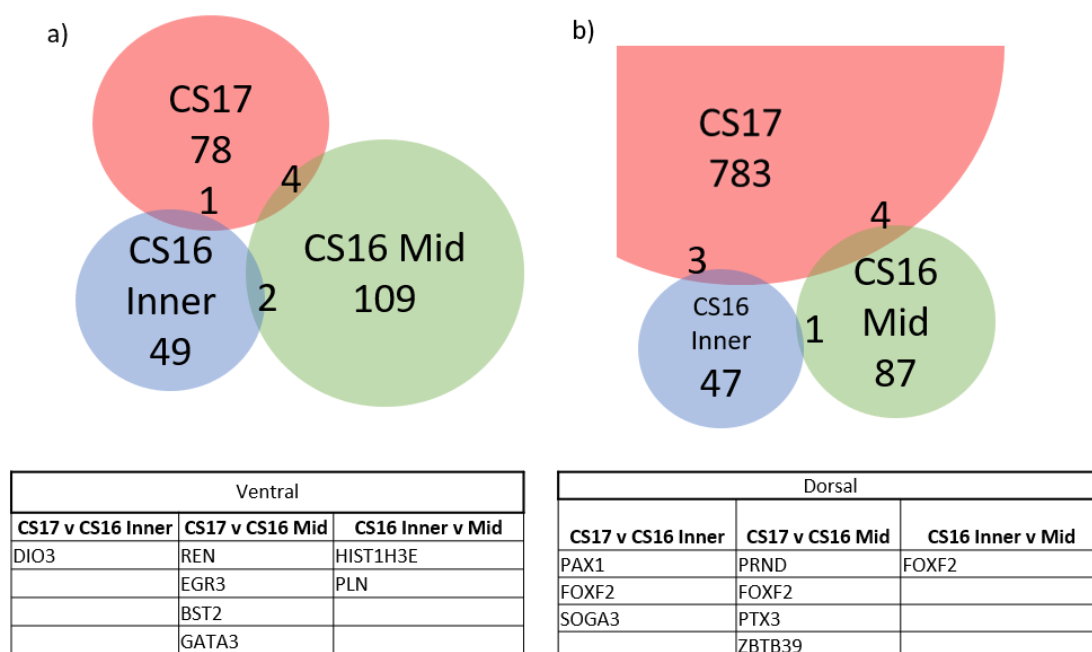 a)
CS17
78
1
4
CS16
Inner
49
2
CS16 Mid
109
b)
CS17
783
3
4
CS16
Inner
47
1
CS16
Mid
87
Ventral
CS17 v CS16 Inner CS17 v CS16 Mid CS16 Inner v Mid
DIO3 REN HIST1H3E
EGR3 PLN
BST2
GATA3
Dorsal
CS17 v CS16 Inner CS17 v CS16 Mid CS16 Inner v Mid
PAX1 PRND FOXF2
FOXF2 FOXF2
SOGA3 PTX3
ZBTB39